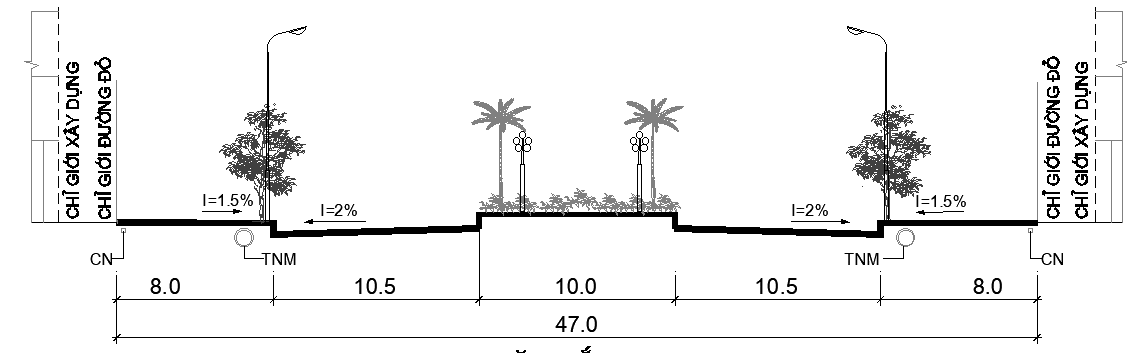 CHỈ GIỚI XÂY DỰNG
CHỈ GIỚI ĐƯỜNG ĐỎ
I=1.5%
I=2%
I=2%
I=1.5%
CHỈ GIỚI ĐƯỜNG ĐỎ
CHỈ GIỚI XÂY DỰNG
CN
TNM
TNM
CN
8.0
10.5
10.0
10.5
8.0
47.0